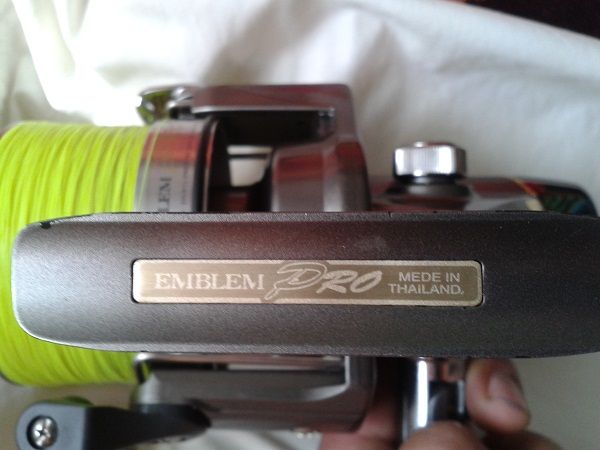 EMBLEM PRO MEDE IN
THAILAND.